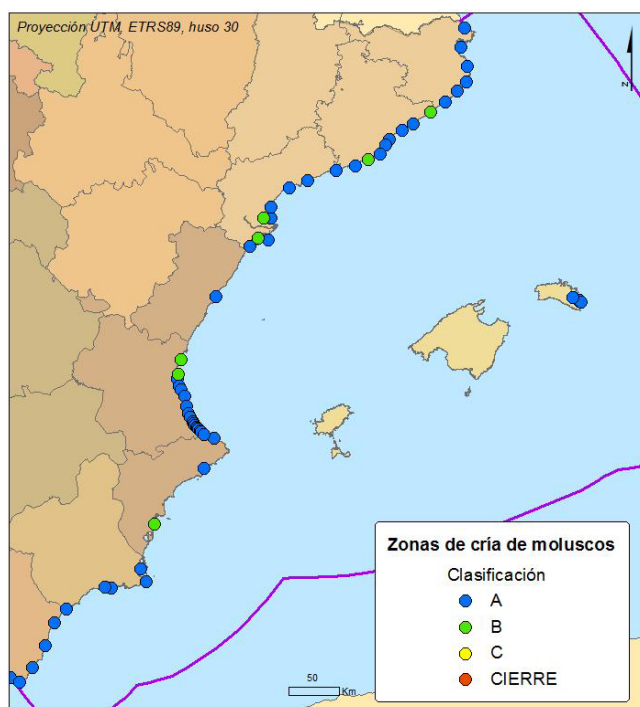 Proyección UTM, ETRS89, huso 30
N
Zonas de cría de moluscos
Clasificación
A
B
C
CIERRE
50
Km